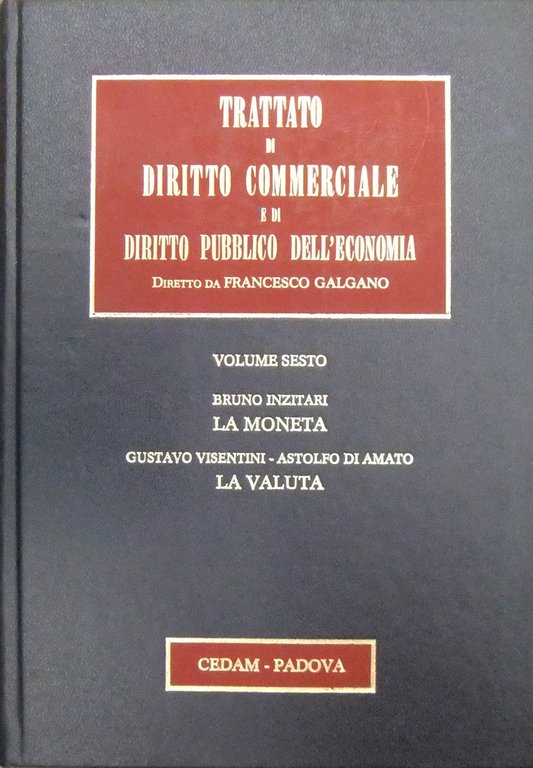 TRATTATO
DI
DIRITTO COMMERCIALE
E DI
DIRITTO PUBBLICO DELL'ECONOMIA
DIRETTO DA FRANCESCO GALGANO
VOLUME SESTO
BRUNO INZITARI
LA MONETA
GUSTAVO VISENTINI - ASTOLFO DI AMATO
LA VALUTA
CEDAM - PADOVA